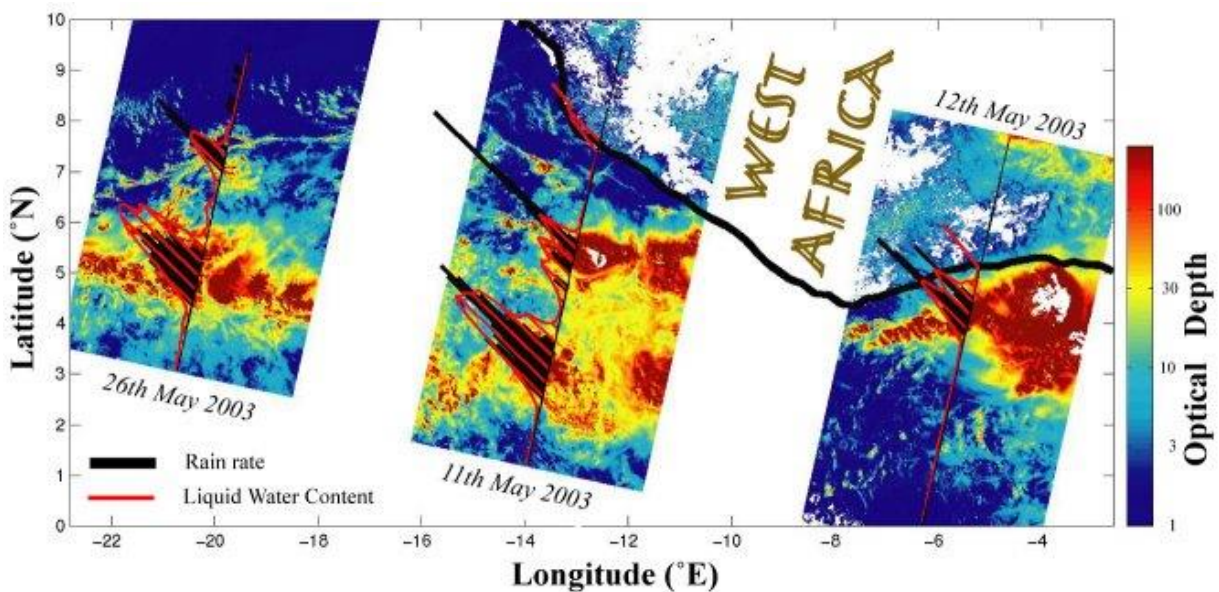 10
9
8
7
6
5
4
3
2
1
0
Latitude (°N)
WEST
AFRICA
12th May 2003
26th May 2003
11th May 2003
Rain rate
Liquid Water Content
−22
−20
−18
−16
−14
−12
−10
−8
−6
−4
Longitude (°E)
100
30
10
3
1
Optical Depth